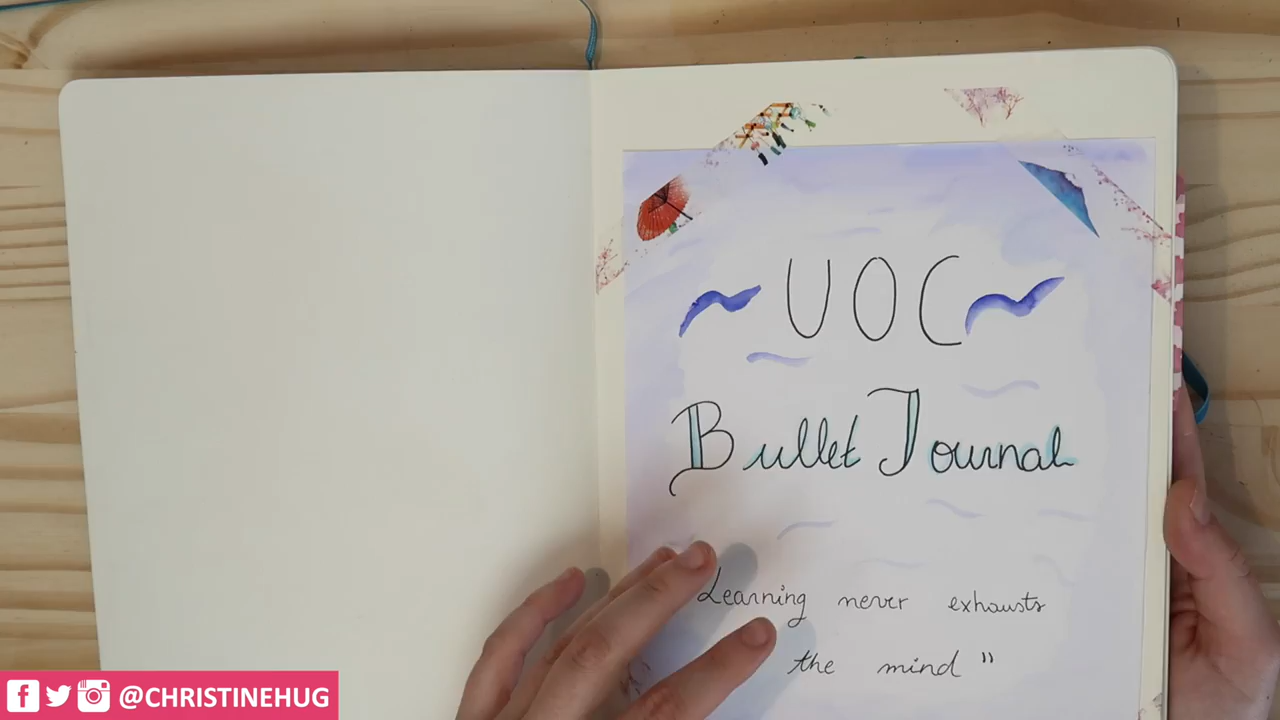 UOC
Bullet Journal
Learning never exhausts
the mind"
@CHRISTINEHUG